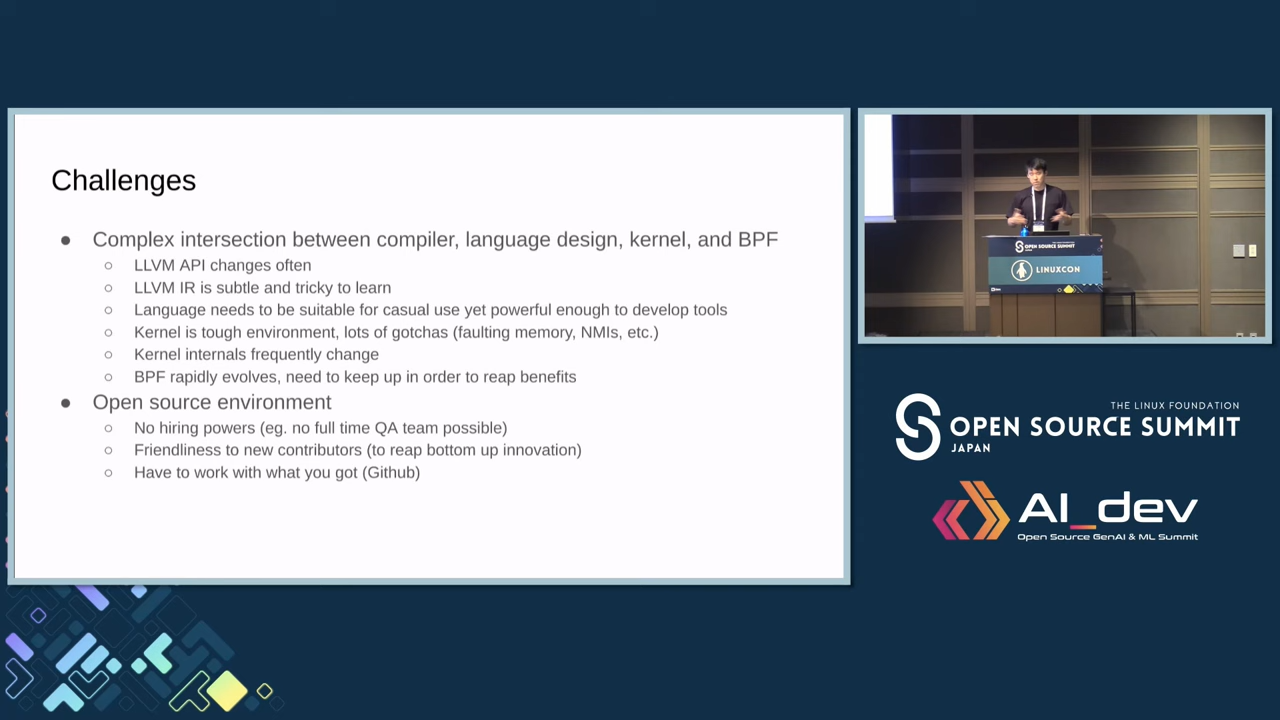 Challenges
● Complex intersection between compiler, language design, kernel, and BPF
○ LLVM API changes often
○ LLVM IR is subtle and tricky to learn
○ Language needs to be suitable for casual use yet powerful enough to develop tools
○ Kernel is tough environment, lots of gotchas (faulting memory, NMIs, etc.)
○ Kernel internals frequently change
○ BPF rapidly evolves, need to keep up in order to reap benefits
● Open source environment
○ No hiring powers (eg. no full time QA team possible)
○ Friendliness to new contributors (to reap bottom up innovation)
○ Have to work with what you got (Github)
OPEN SOURCE SUMMIT
LINUXCON
THE LINUX FOUNDATION
OPEN SOURCE SUMMIT
JAPAN
AI_dev
Open Source GenAI & ML Summit